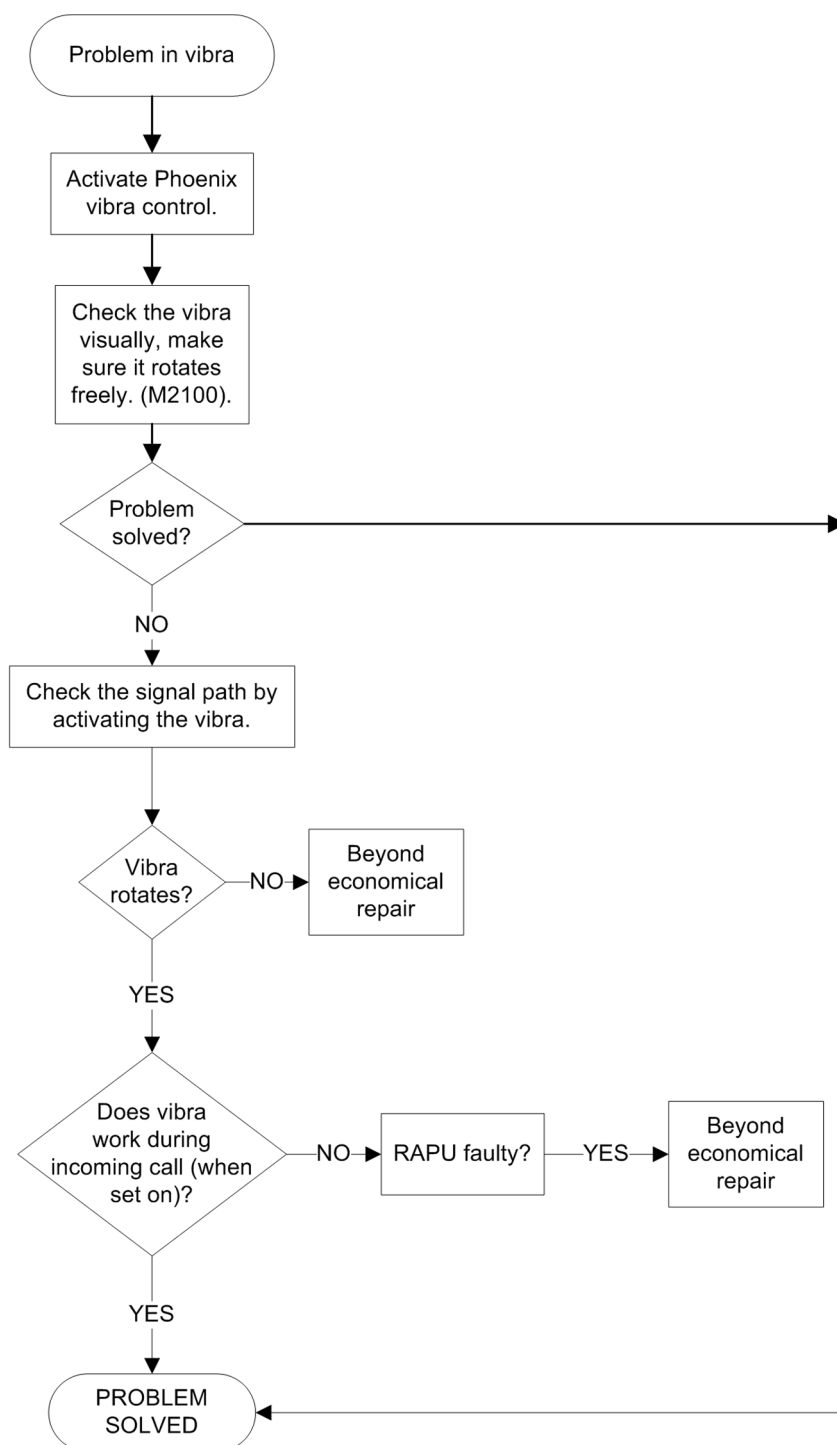 Problem in vibra
Activate Phoenix
vibra control.
Check the vibra
visually, make
sure it rotates
freely. (M2100).
Problem
solved?
NO
Check the signal path by
activating the vibra.
Vibra
rotates?
NO
Beyond
economical
repair
YES
Does vibra
work during
incoming call (when
set on)?
NO
RAPU faulty?
YES
Beyond
economical
repair
YES
PROBLEM
SOLVED